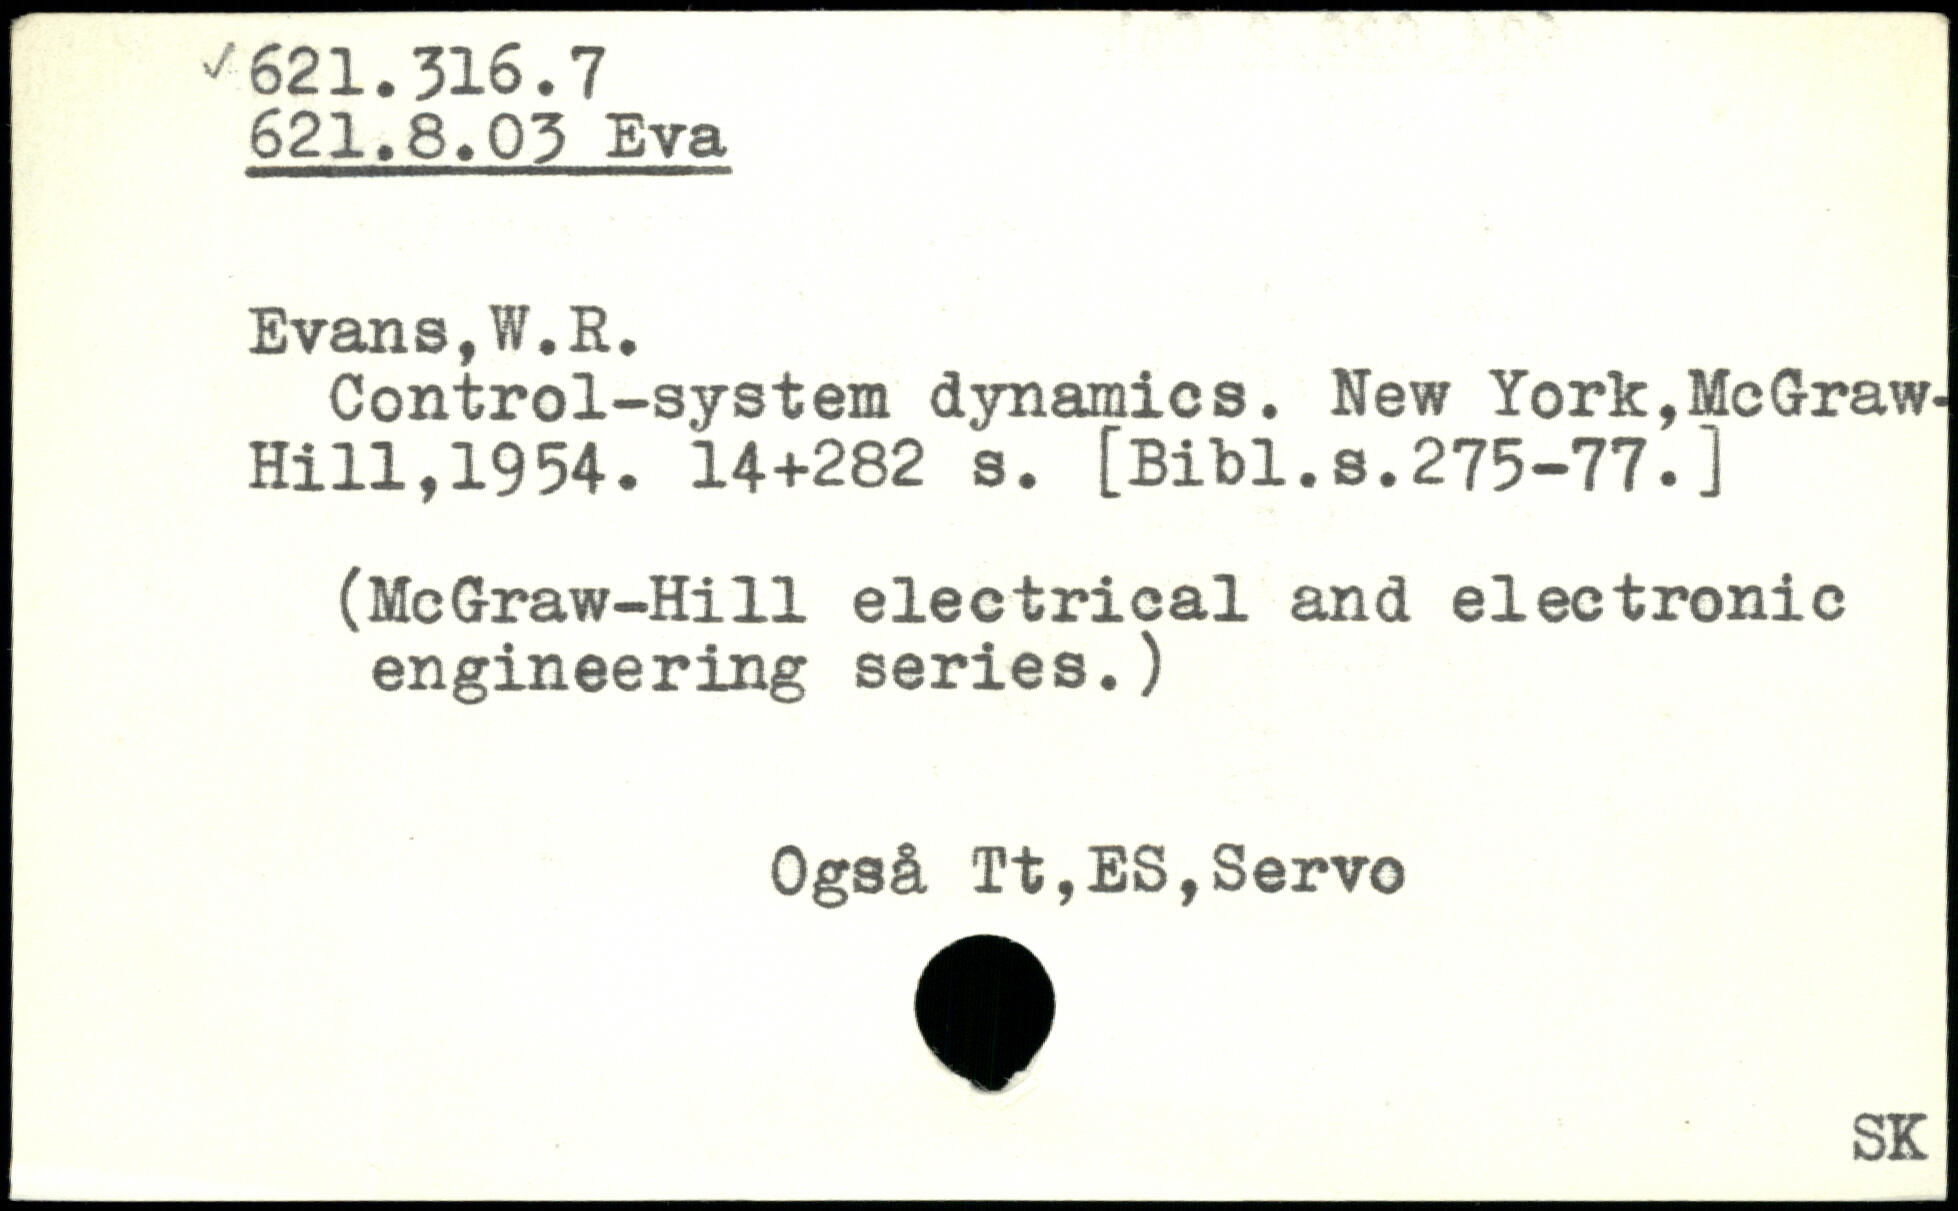 ✓ 621.316.7
621.8.03 Eva
Evans,W.R.
Control-system dynamics. New York,McGraw-
Hill,1954. 14+282 s. [Bibl.s.275-77.]
(McGraw-Hill electrical and electronic
engineering series.)
Også Tt,ES,Servo
SK